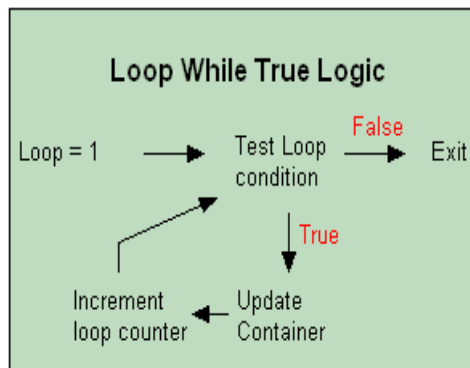 Loop While True Logic
False
Loop = 1
Test Loop
condition
Exit
True
Increment
loop counter
Update
Container